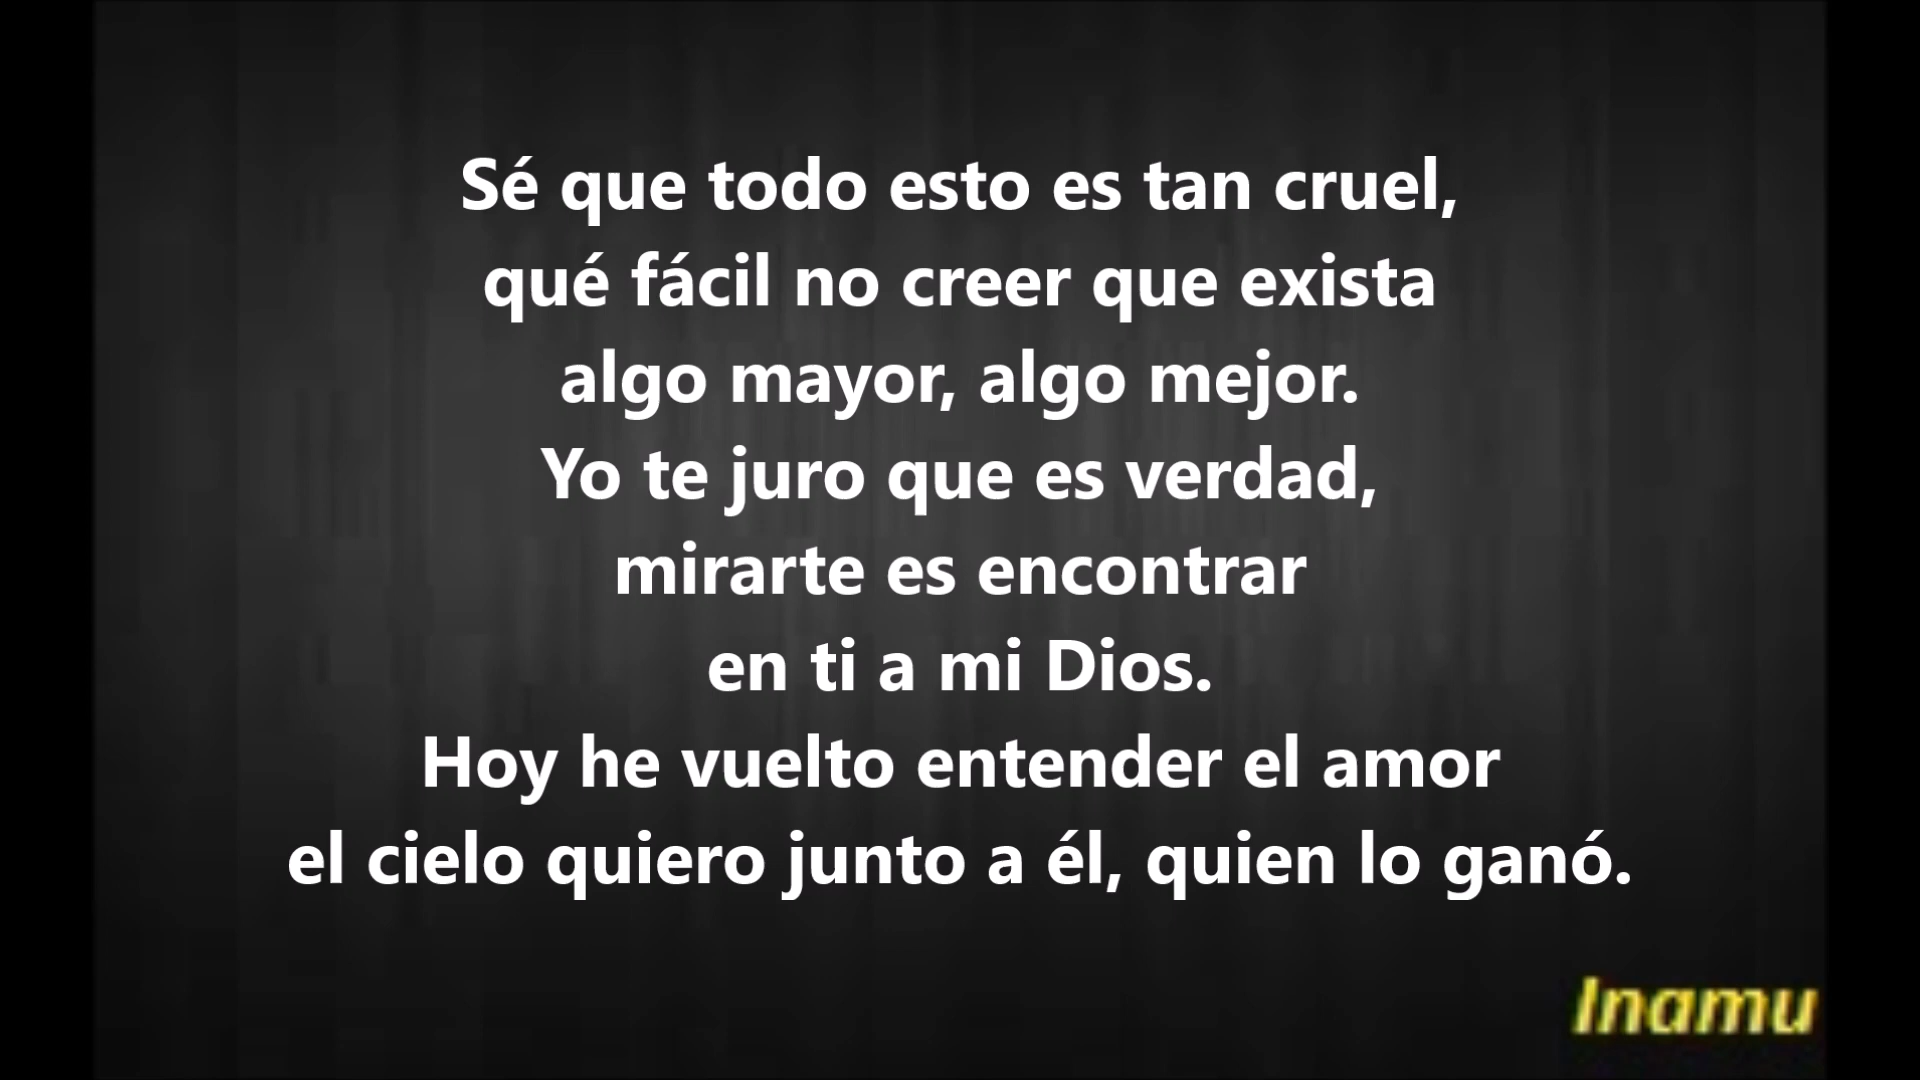 Sé que todo esto es tan cruel,
qué fácil no creer que exista
algo mayor, algo mejor.
Yo te juro que es verdad,
mirarte es encontrar
en ti a mi Dios.
Hoy he vuelto entender el amor
el cielo quiero junto a él, quien lo ganó.
Inamu